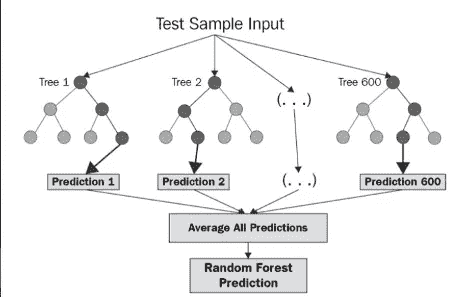 Test Sample Input
Tree 1
Tree 2
(. . .)
Tree 600
Prediction 1
Prediction 2
(. . .)
Prediction 600
Average All Predictions
Random Forest
Prediction